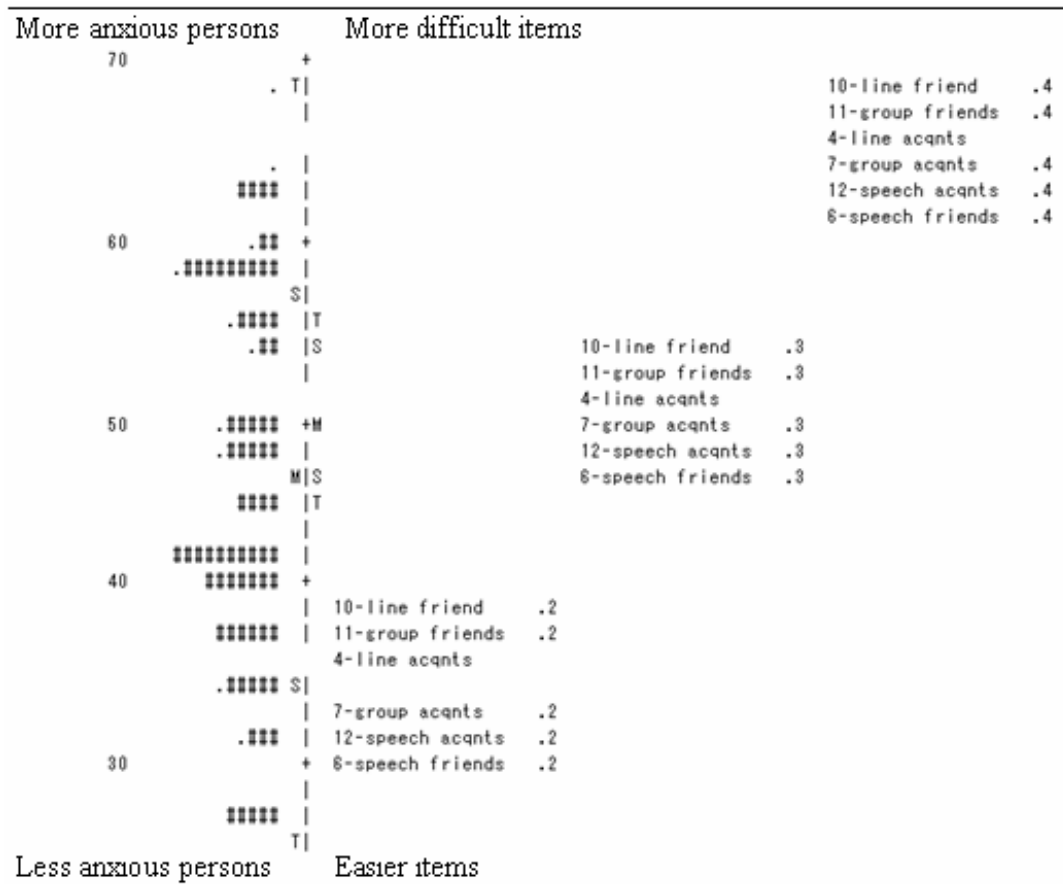 More anxious persons More difficult items
70 +
. T| 10-line friend .4
| 11-group friends .4
4-line acqnts
. | 7-group acqnts .4
#### | 12-speech acqnts .4
| 6-speech friends .4
60 .## +
.######### |
S|
.#### |T
.## |S 10-line friend .3
| 11-group friends .3
4-line acqnts
50 .##### +M 7-group acqnts .3
.##### | 12-speech acqnts .3
M|S 6-speech friends .3
#### |T
|
########## |
40 ####### +
| 10-line friend .2
###### | 11-group friends .2
4-line acqnts
.##### S|
| 7-group acqnts .2
.### | 12-speech acqnts .2
30 + 6-speech friends .2
|
##### |
T|
Less anxious persons Easier items